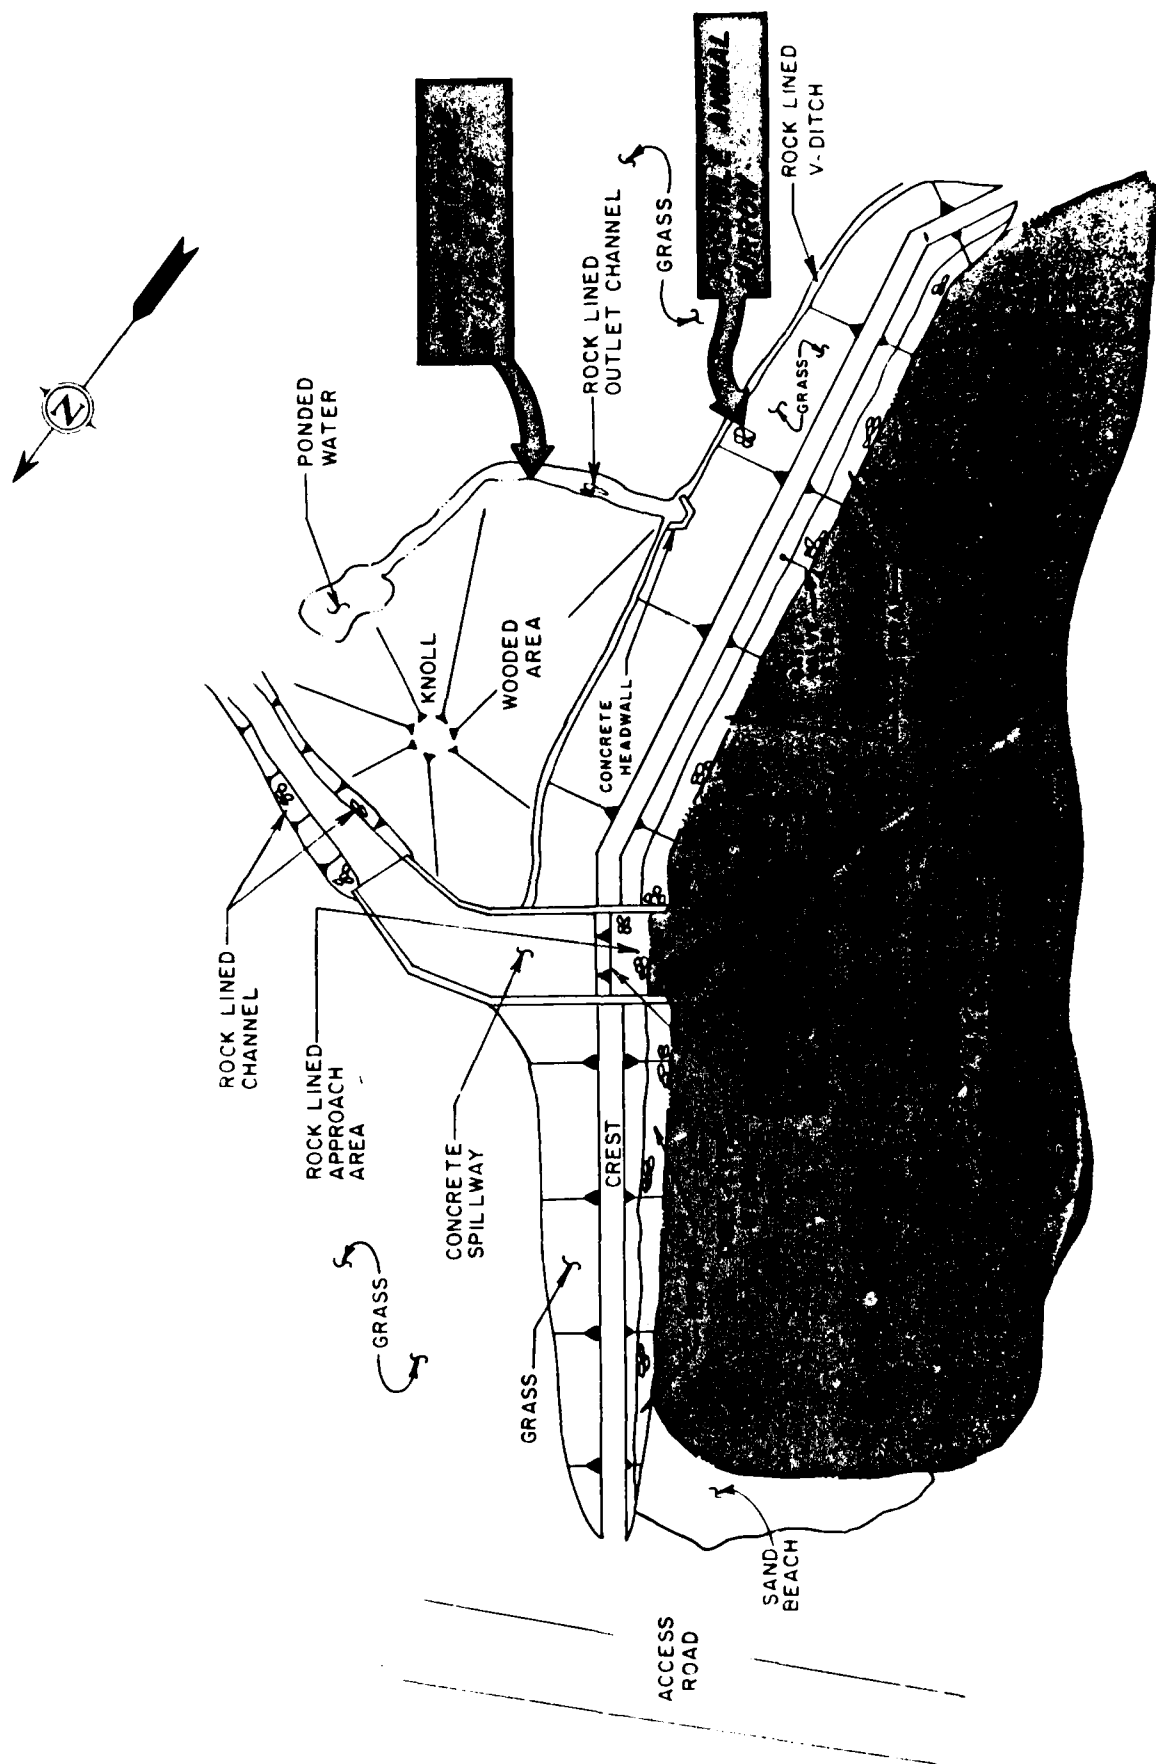 N
PONDED
WATER
ROCK LINED
OUTLET CHANNEL
GRASS
ANIMAL
ROCK LINED
V-DITCH
KNOLL
WOODED
AREA
CONCRETE
HEADWALL
GRASS
ROCK LINED
CHANNEL
ROCK LINED
APPROACH
AREA
CONCRETE
SPILLWAY
CREST
GRASS
GRASS
SAND
BEACH
ACCESS
ROAD